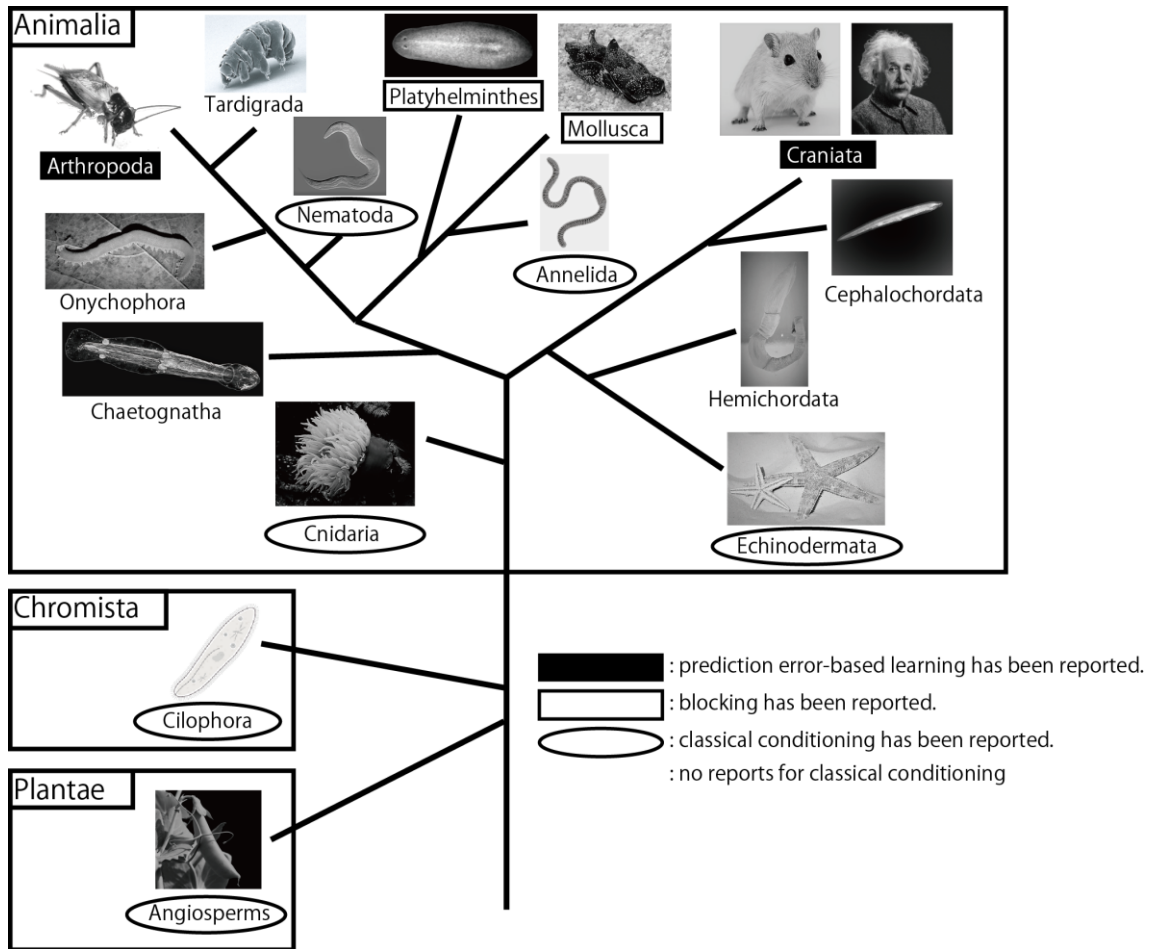 Animalia
Tardigrada
Platyhelminthes
Mollusca
Arthropoda
Craniata
Nematoda
Annelida
Onychophora
Cephalochordata
Chaetognatha
Hemichordata
Cnidaria
Echinodermata
Chromista
Cilophora
: prediction error-based learning has been reported.
: blocking has been reported.
: classical conditioning has been reported.
: no reports for classical conditioning
Plantae
Angiosperms